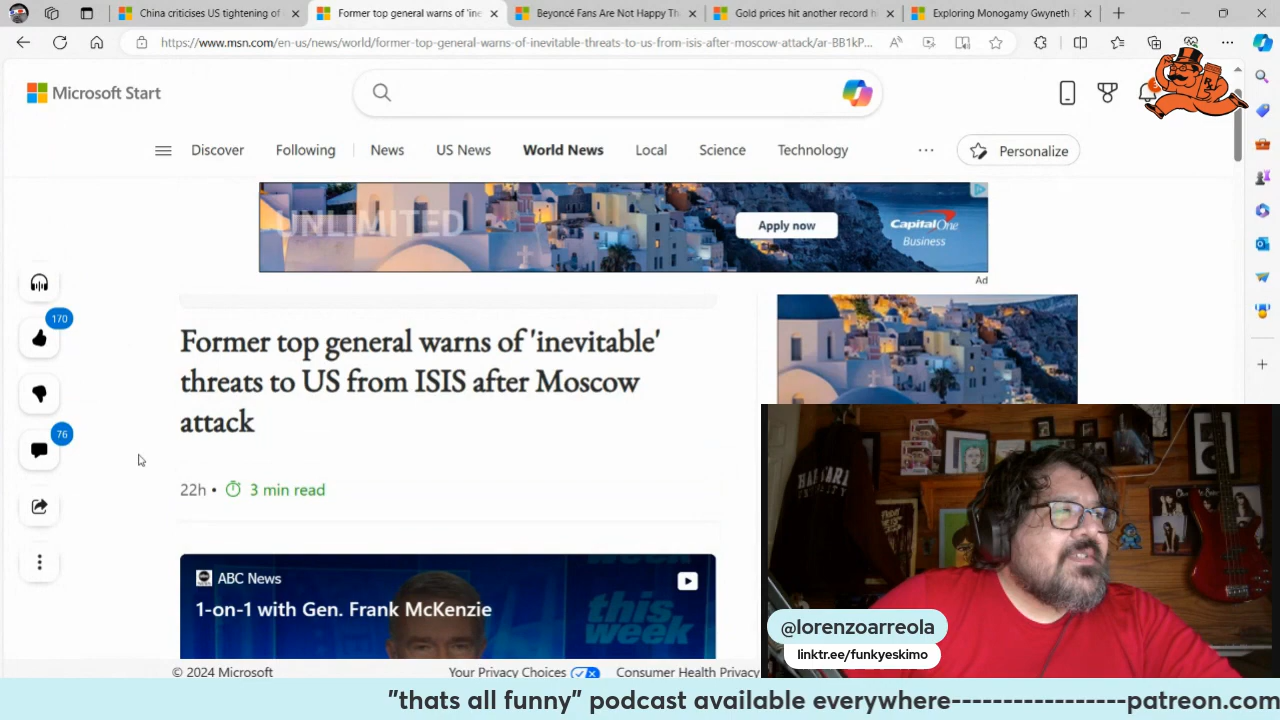 China criticises US tightening of
Former top general warns of 'ine
Beyoncé Fans Are Not Happy Th
Gold prices hit another record h
Exploring Monogamy Gwyneth P
https://www.msn.com/en-us/news/world/former-top-general-warns-of-inevitable-threats-to-us-from-isis-after-moscow-attack/ar-BB1kP...
Microsoft Start
Discover
Following
News
US News
World News
Local
Science
Technology
Personalize
UNLIMITED
Apply now
Capital One
Business
Ad
170
76
Former top general warns of 'inevitable'
threats to US from ISIS after Moscow
attack
22h • 3 min read
ABC News
1-on-1 with Gen. Frank McKenzie
this
week
© 2024 Microsoft
Your Privacy Choices
Consumer Health Privacy
@lorenzoarreola
linktr.ee/funkyeskimo
"thats all funny" podcast available everywhere-----------------patreon.com